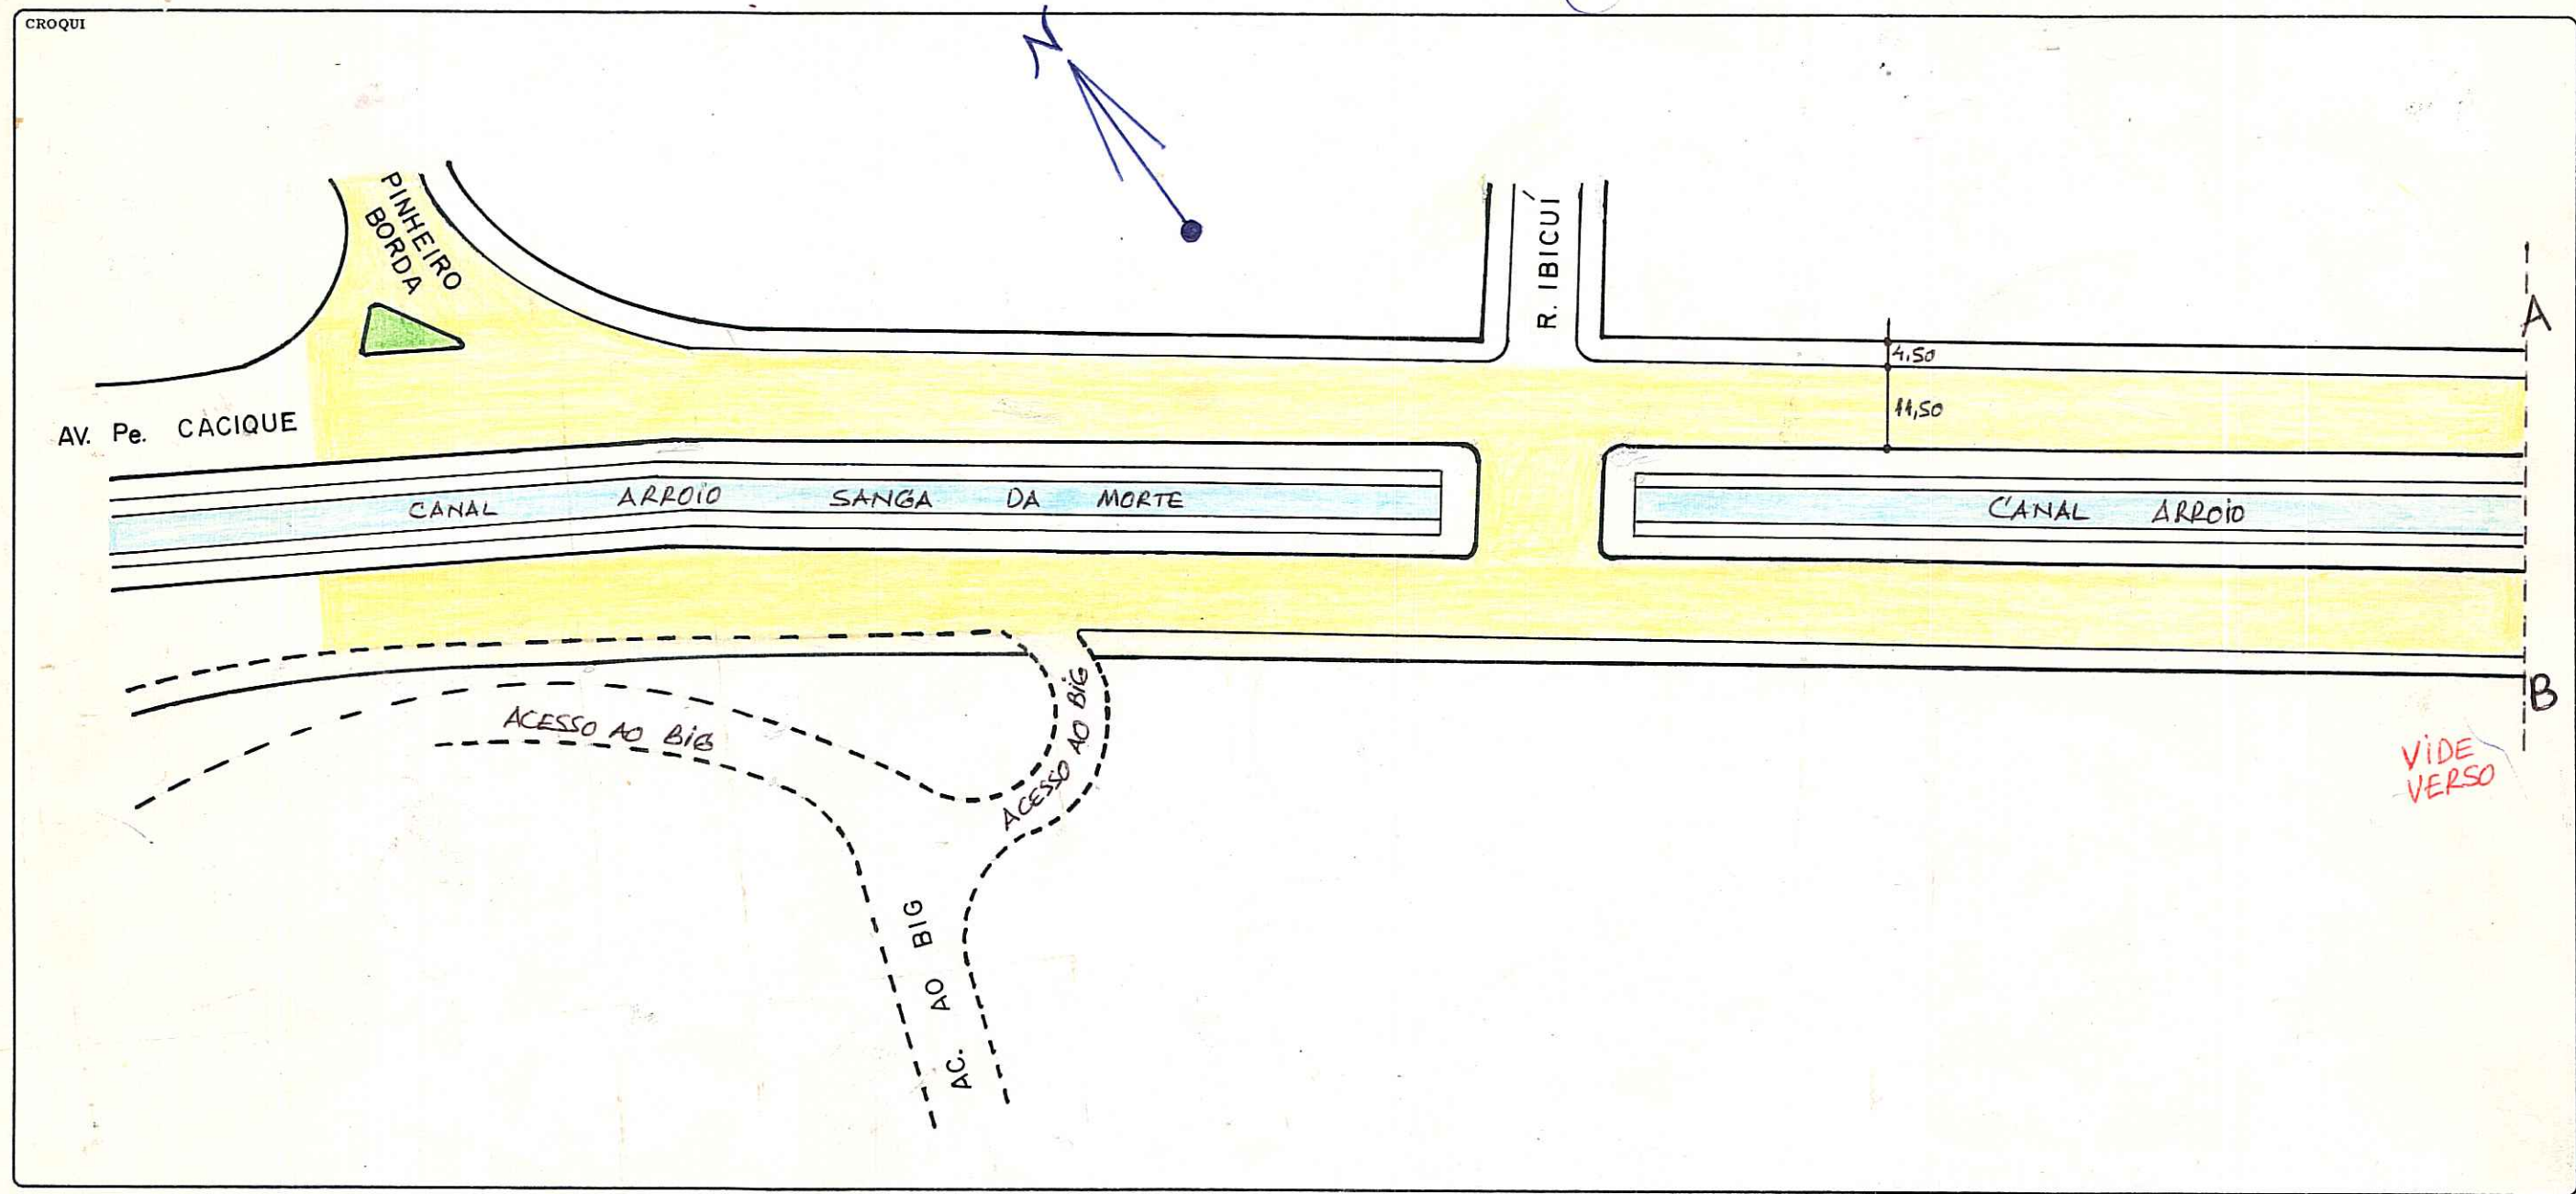 CROQUI
N
PINHEIRO
BORDA
R. IBICUÍ
A
4,50
11,50
AV. Pe. CACIQUE
CANAL ARROIO SANGA DA MORTE
CANAL ARROIO
B
ACESSO AO BIG
ACESSO AO BIG
VIDE
VERSO
AC. AO BIG